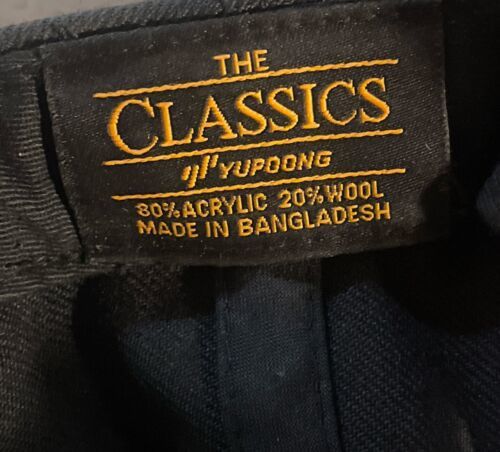 THE
CLASSICS
YUPOONG
80% ACRYLIC 20% WOOL
MADE IN BANGLADESH